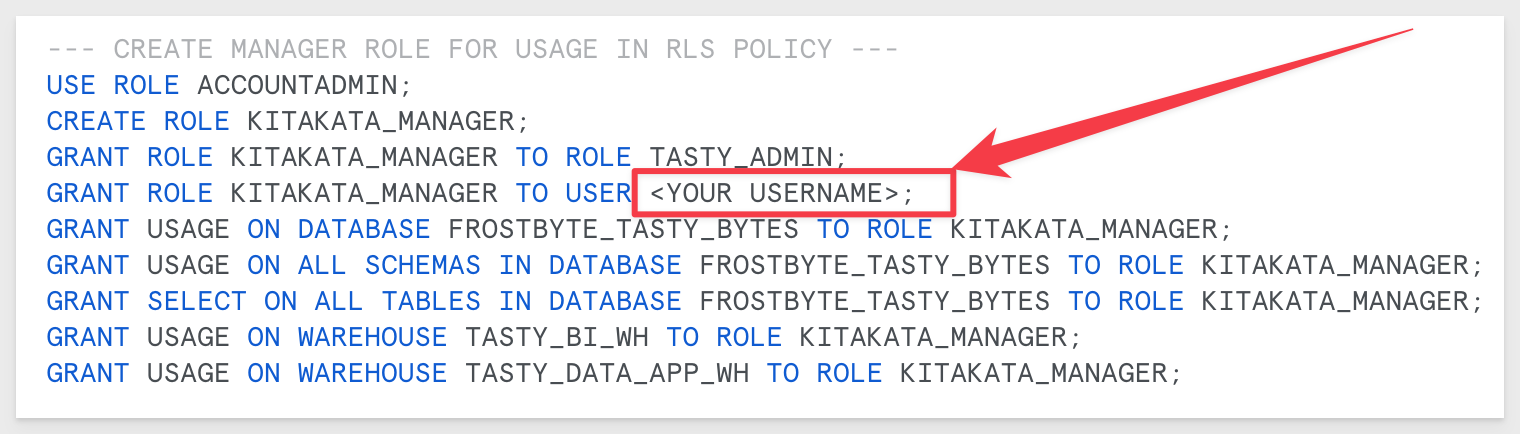 --- CREATE MANAGER ROLE FOR USAGE IN RLS POLICY ---
USE ROLE ACCOUNTADMIN;
CREATE ROLE KITAKATA_MANAGER;
GRANT ROLE KITAKATA_MANAGER TO ROLE TASTY_ADMIN;
GRANT ROLE KITAKATA_MANAGER TO USER <YOUR USERNAME>;
GRANT USAGE ON DATABASE FROSTBYTE_TASTY_BYTES TO ROLE KITAKATA_MANAGER;
GRANT USAGE ON ALL SCHEMAS IN DATABASE FROSTBYTE_TASTY_BYTES TO ROLE KITAKATA_MANAGER;
GRANT SELECT ON ALL TABLES IN DATABASE FROSTBYTE_TASTY_BYTES TO ROLE KITAKATA_MANAGER;
GRANT USAGE ON WAREHOUSE TASTY_BI_WH TO ROLE KITAKATA_MANAGER;
GRANT USAGE ON WAREHOUSE TASTY_DATA_APP_WH TO ROLE KITAKATA_MANAGER;